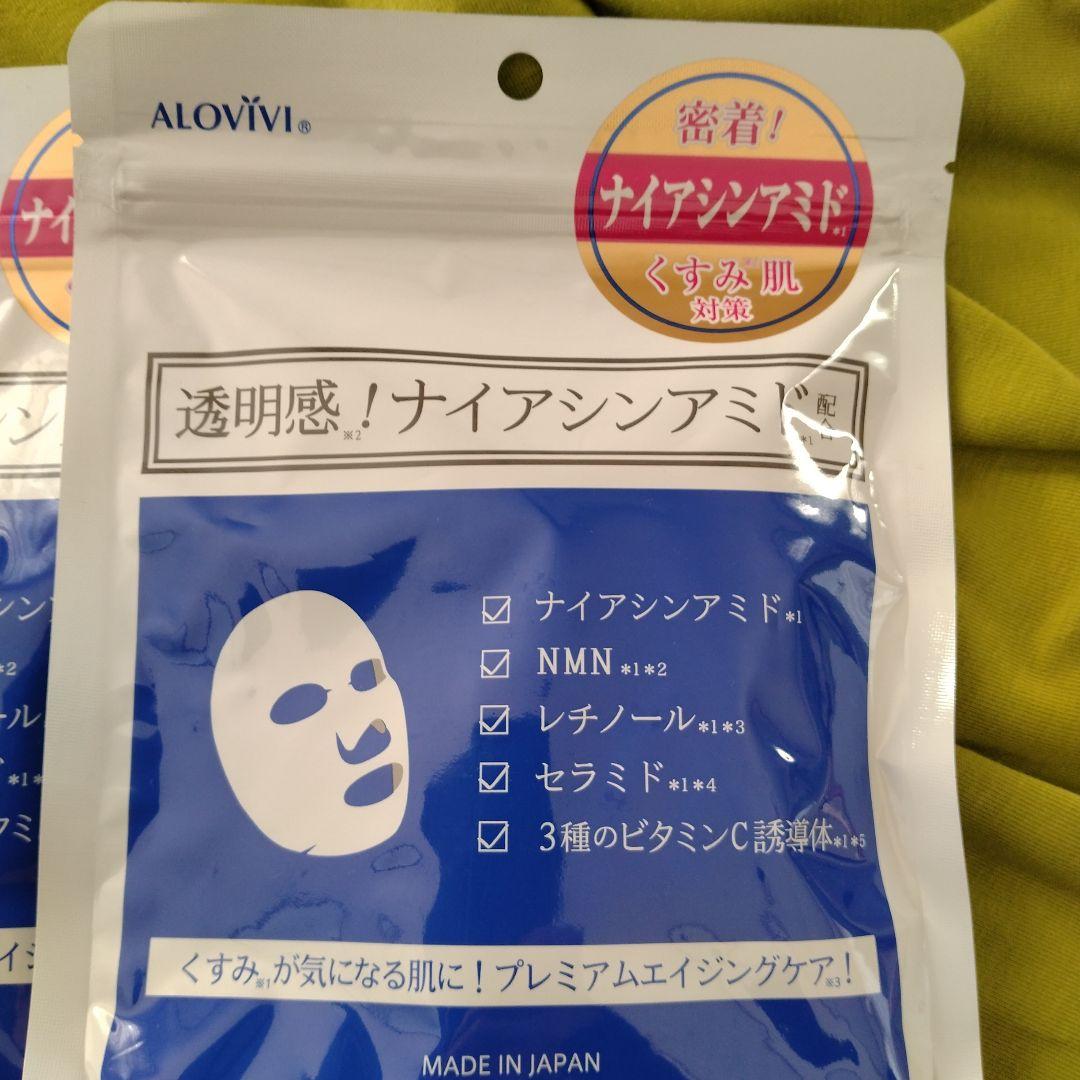 ALOVIVI®
密着!
ナイアシンアミド*1
くすみ 肌
対策
透明感※2!ナイアシンアミド*1配合
☑ ナイアシンアミド*1
☑ NMN*1*2
☑ レチノール*1*3
☑ セラミド*1*4
☑ 3種のビタミンC誘導体*1*5
くすみ※1が気になる肌に!プレミアムエイジングケア※3!
MADE IN JAPAN